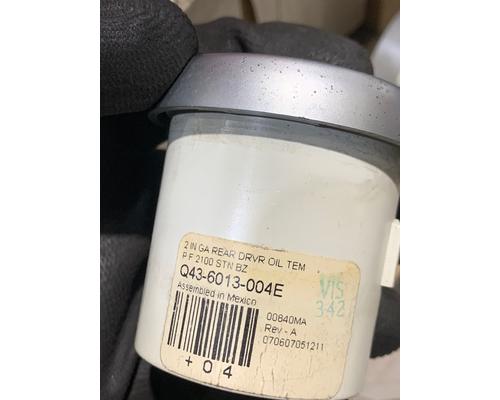 2 IN GA REAR DRVR OIL TEM
P F 2100 STN BZ
Q43-6013-004E
Assembled in Mexico
VIS
342
00840MA
Rev - A
070607051211
+ 0 4